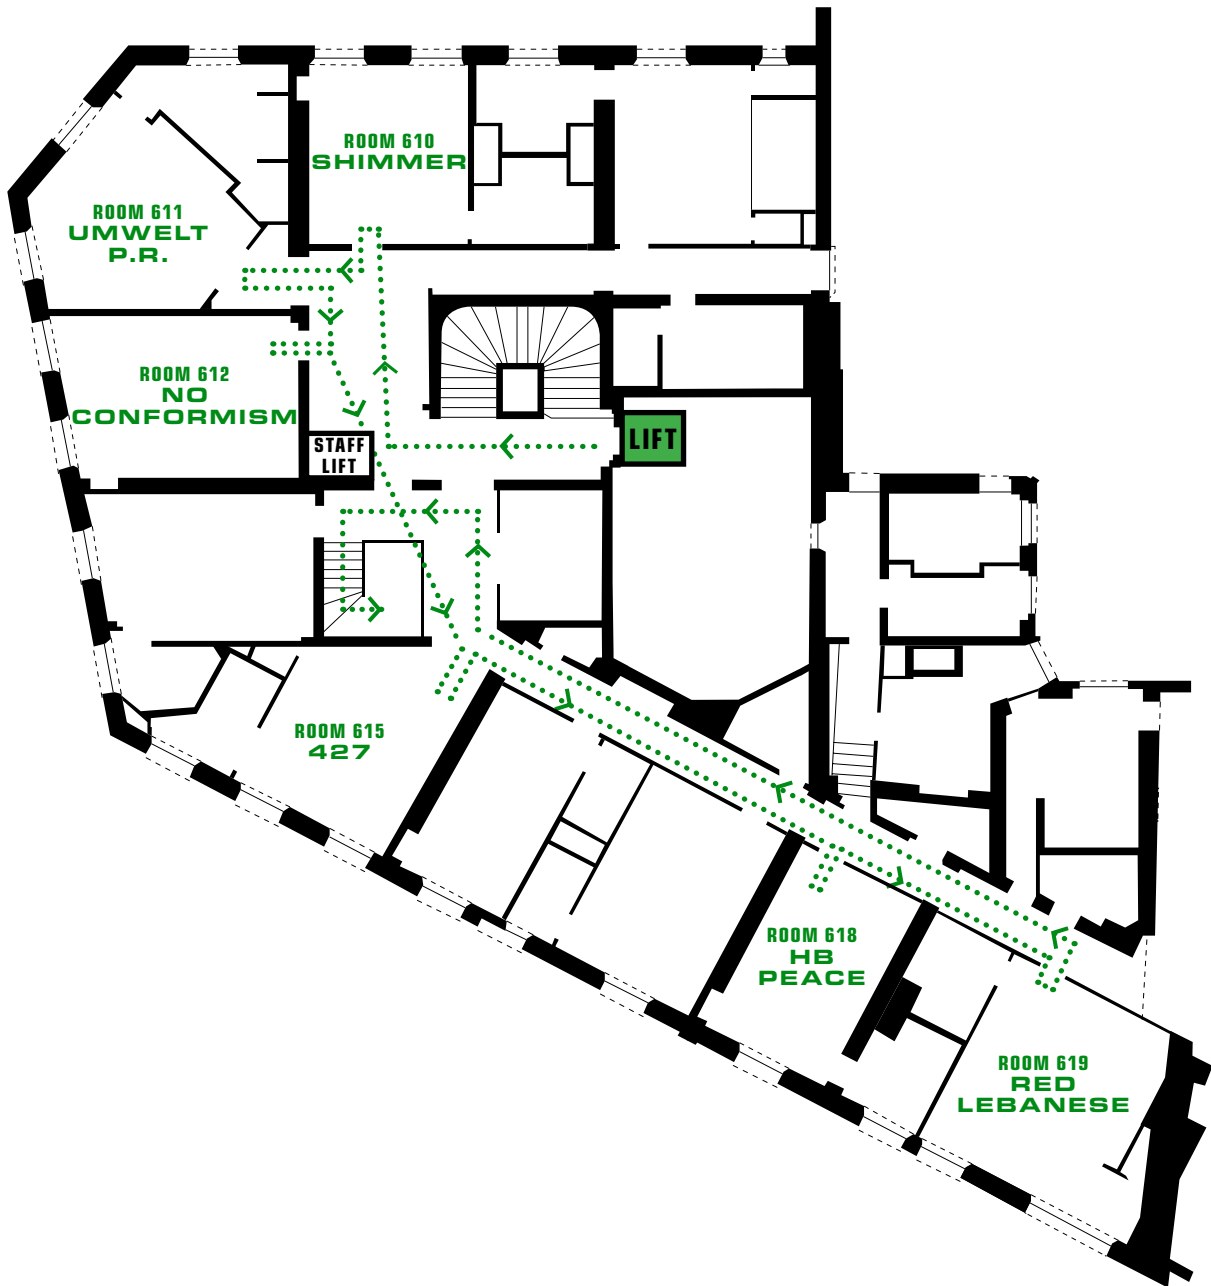 ROOM 610
SHIMMER
ROOM 611
UMWELT
P.R.
ROOM 612
NO
CONFORMISM
STAFF
LIFT
LIFT
ROOM 615
427
ROOM 618
HB
PEACE
ROOM 619
RED
LEBANESE